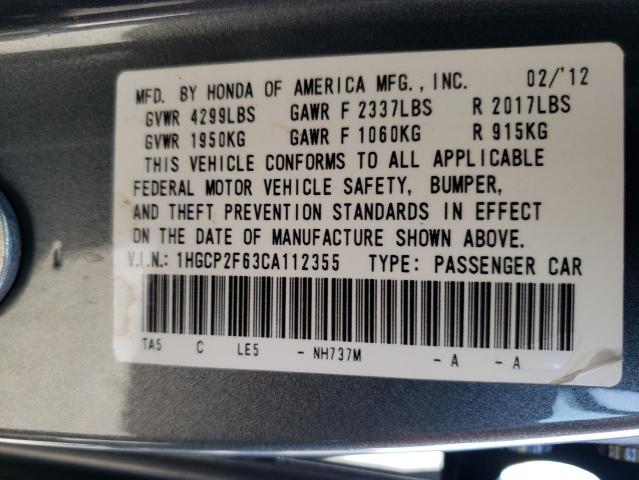 MFD. BY HONDA OF AMERICA MFG., INC. 02/'12
GVWR 4299LBS GAWR F 2337LBS R 2017LBS
GVWR 1950KG GAWR F 1060KG R 915KG
THIS VEHICLE CONFORMS TO ALL APPLICABLE
FEDERAL MOTOR VEHICLE SAFETY, BUMPER,
AND THEFT PREVENTION STANDARDS IN EFFECT
ON THE DATE OF MANUFACTURE SHOWN ABOVE.
V.I.N.: 1HGCP2F63CA112355 TYPE: PASSENGER CAR
TA5 C LE5 - NH737M - A - A